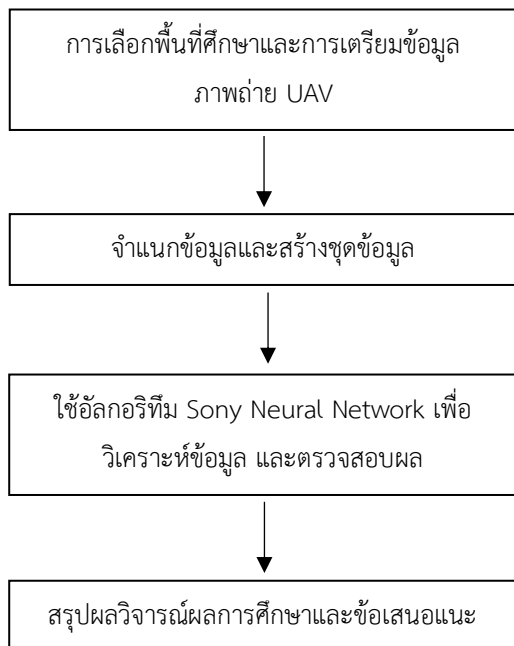 การเลือกพื้นที่ศึกษาและการเตรียมข้อมูล
ภาพถ่าย UAV
จำแนกข้อมูลและสร้างชุดข้อมูล
ใช้อัลกอริทึม Sony Neural Network เพื่อ
วิเคราะห์ข้อมูล และตรวจสอบผล
สรุปผลวิจารณ์ผลการศึกษาและข้อเสนอแนะ